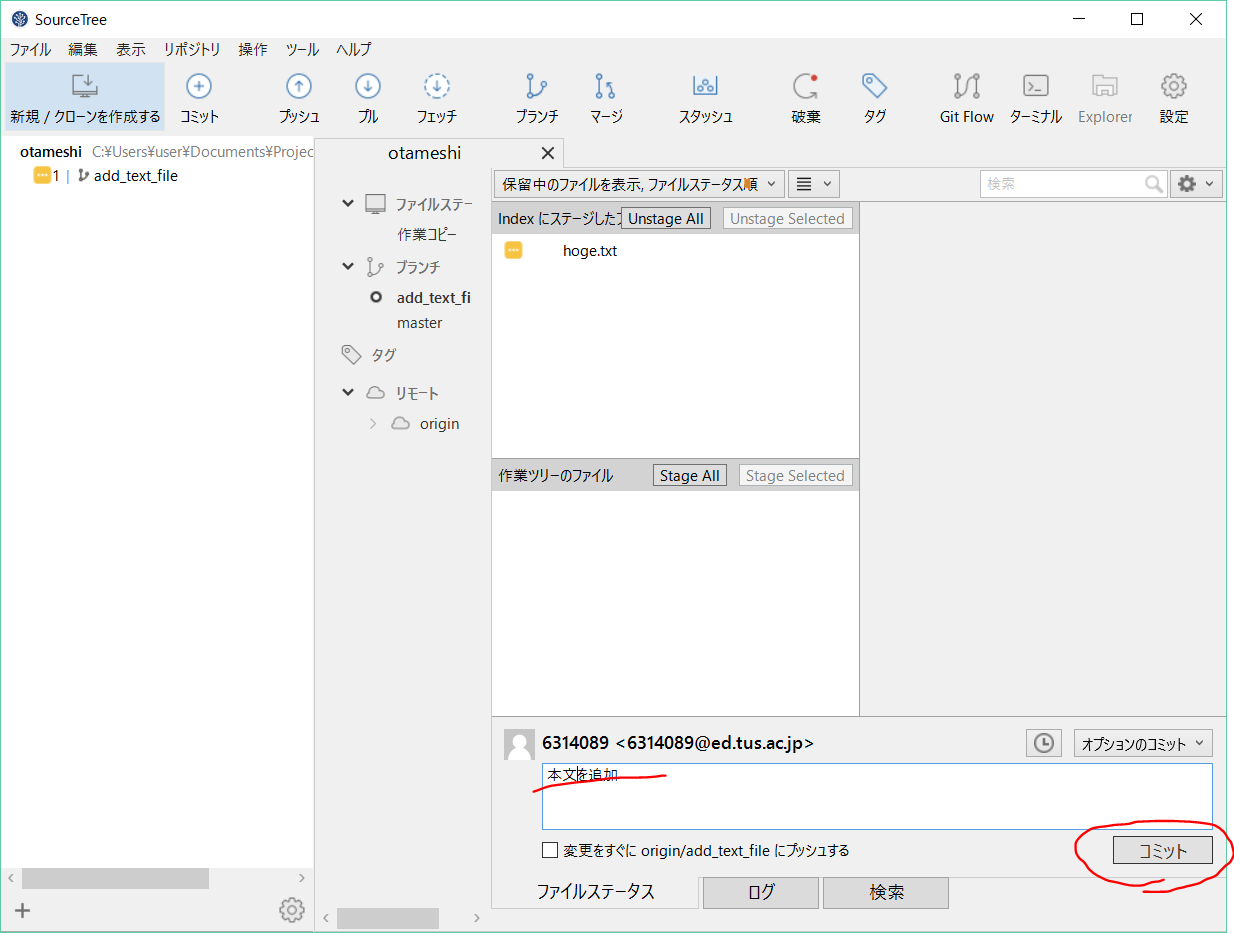 SourceTree
ファイル 編集 表示 リポジトリ 操作 ツール ヘルプ
新規 / クローンを作成する コミット プッシュ プル フェッチ ブランチ マージ スタッシュ 破棄 タグ Git Flow ターミナル Explorer 設定
otameshi C:¥Users¥user¥Documents¥Projec
1 | add_text_file
otameshi
ファイルステー
作業コピー
ブランチ
add_text_fi
master
タグ
リモート
origin
保留中のファイルを表示, ファイルステータス順
検索
Index にステージしたフ Unstage All Unstage Selected
hoge.txt
作業ツリーのファイル Stage All Stage Selected
6314089 <6314089@ed.tus.ac.jp>
オプションのコミット
本文を追加
変更をすぐに origin/add_text_file にプッシュする
コミット
ファイルステータス ログ 検索